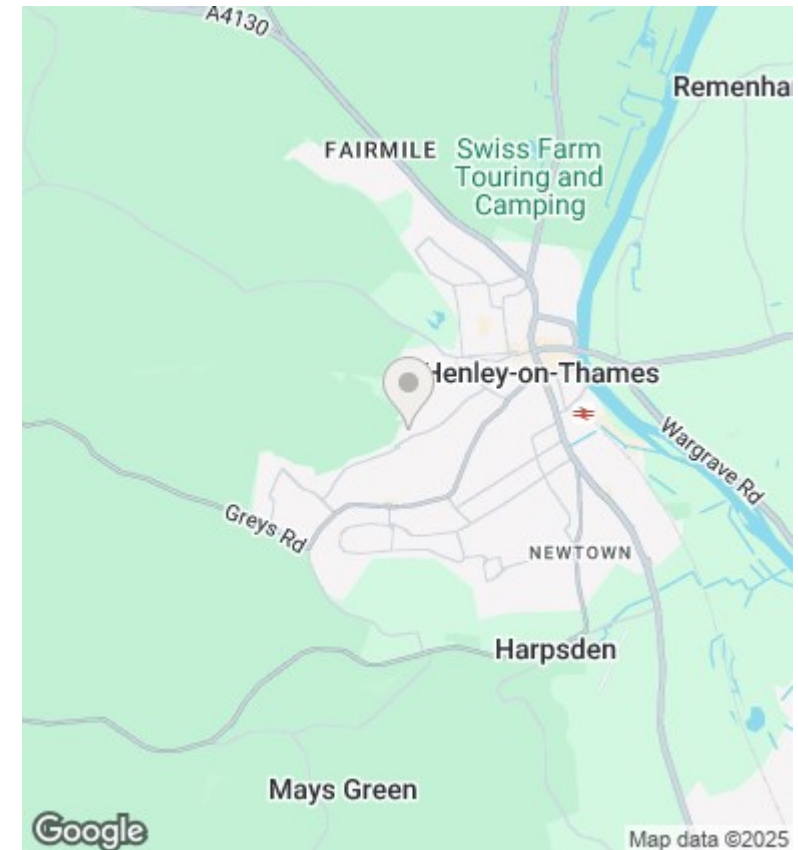 A4130
Remenha
FAIRMILE
Swiss Farm
Touring and
Camping
Henley-on-Thames
Wargrave Rd
Greys Rd
NEWTOWN
Harpsden
Mays Green
Google
Map data ©2025